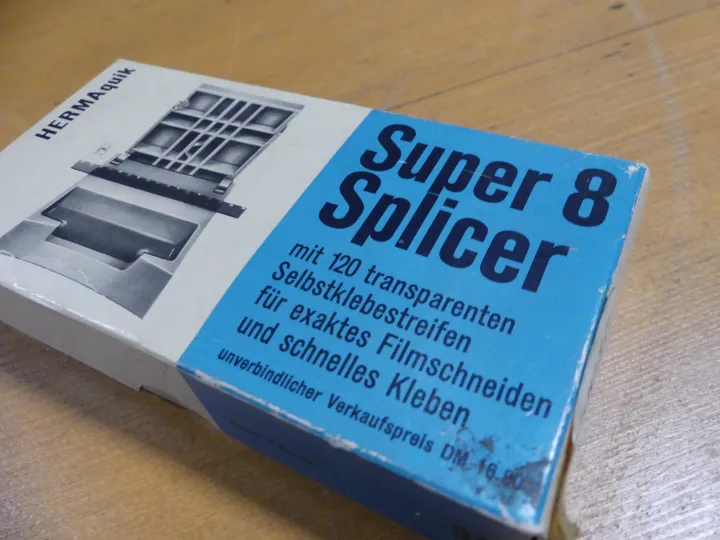 HERMAquik
Super 8
Splicer
mit 120 transparenten
Selbstklebestreifen
für exaktes Filmschneiden
und schnelles Kleben
unverbindlicher Verkaufspreis DM 16.80